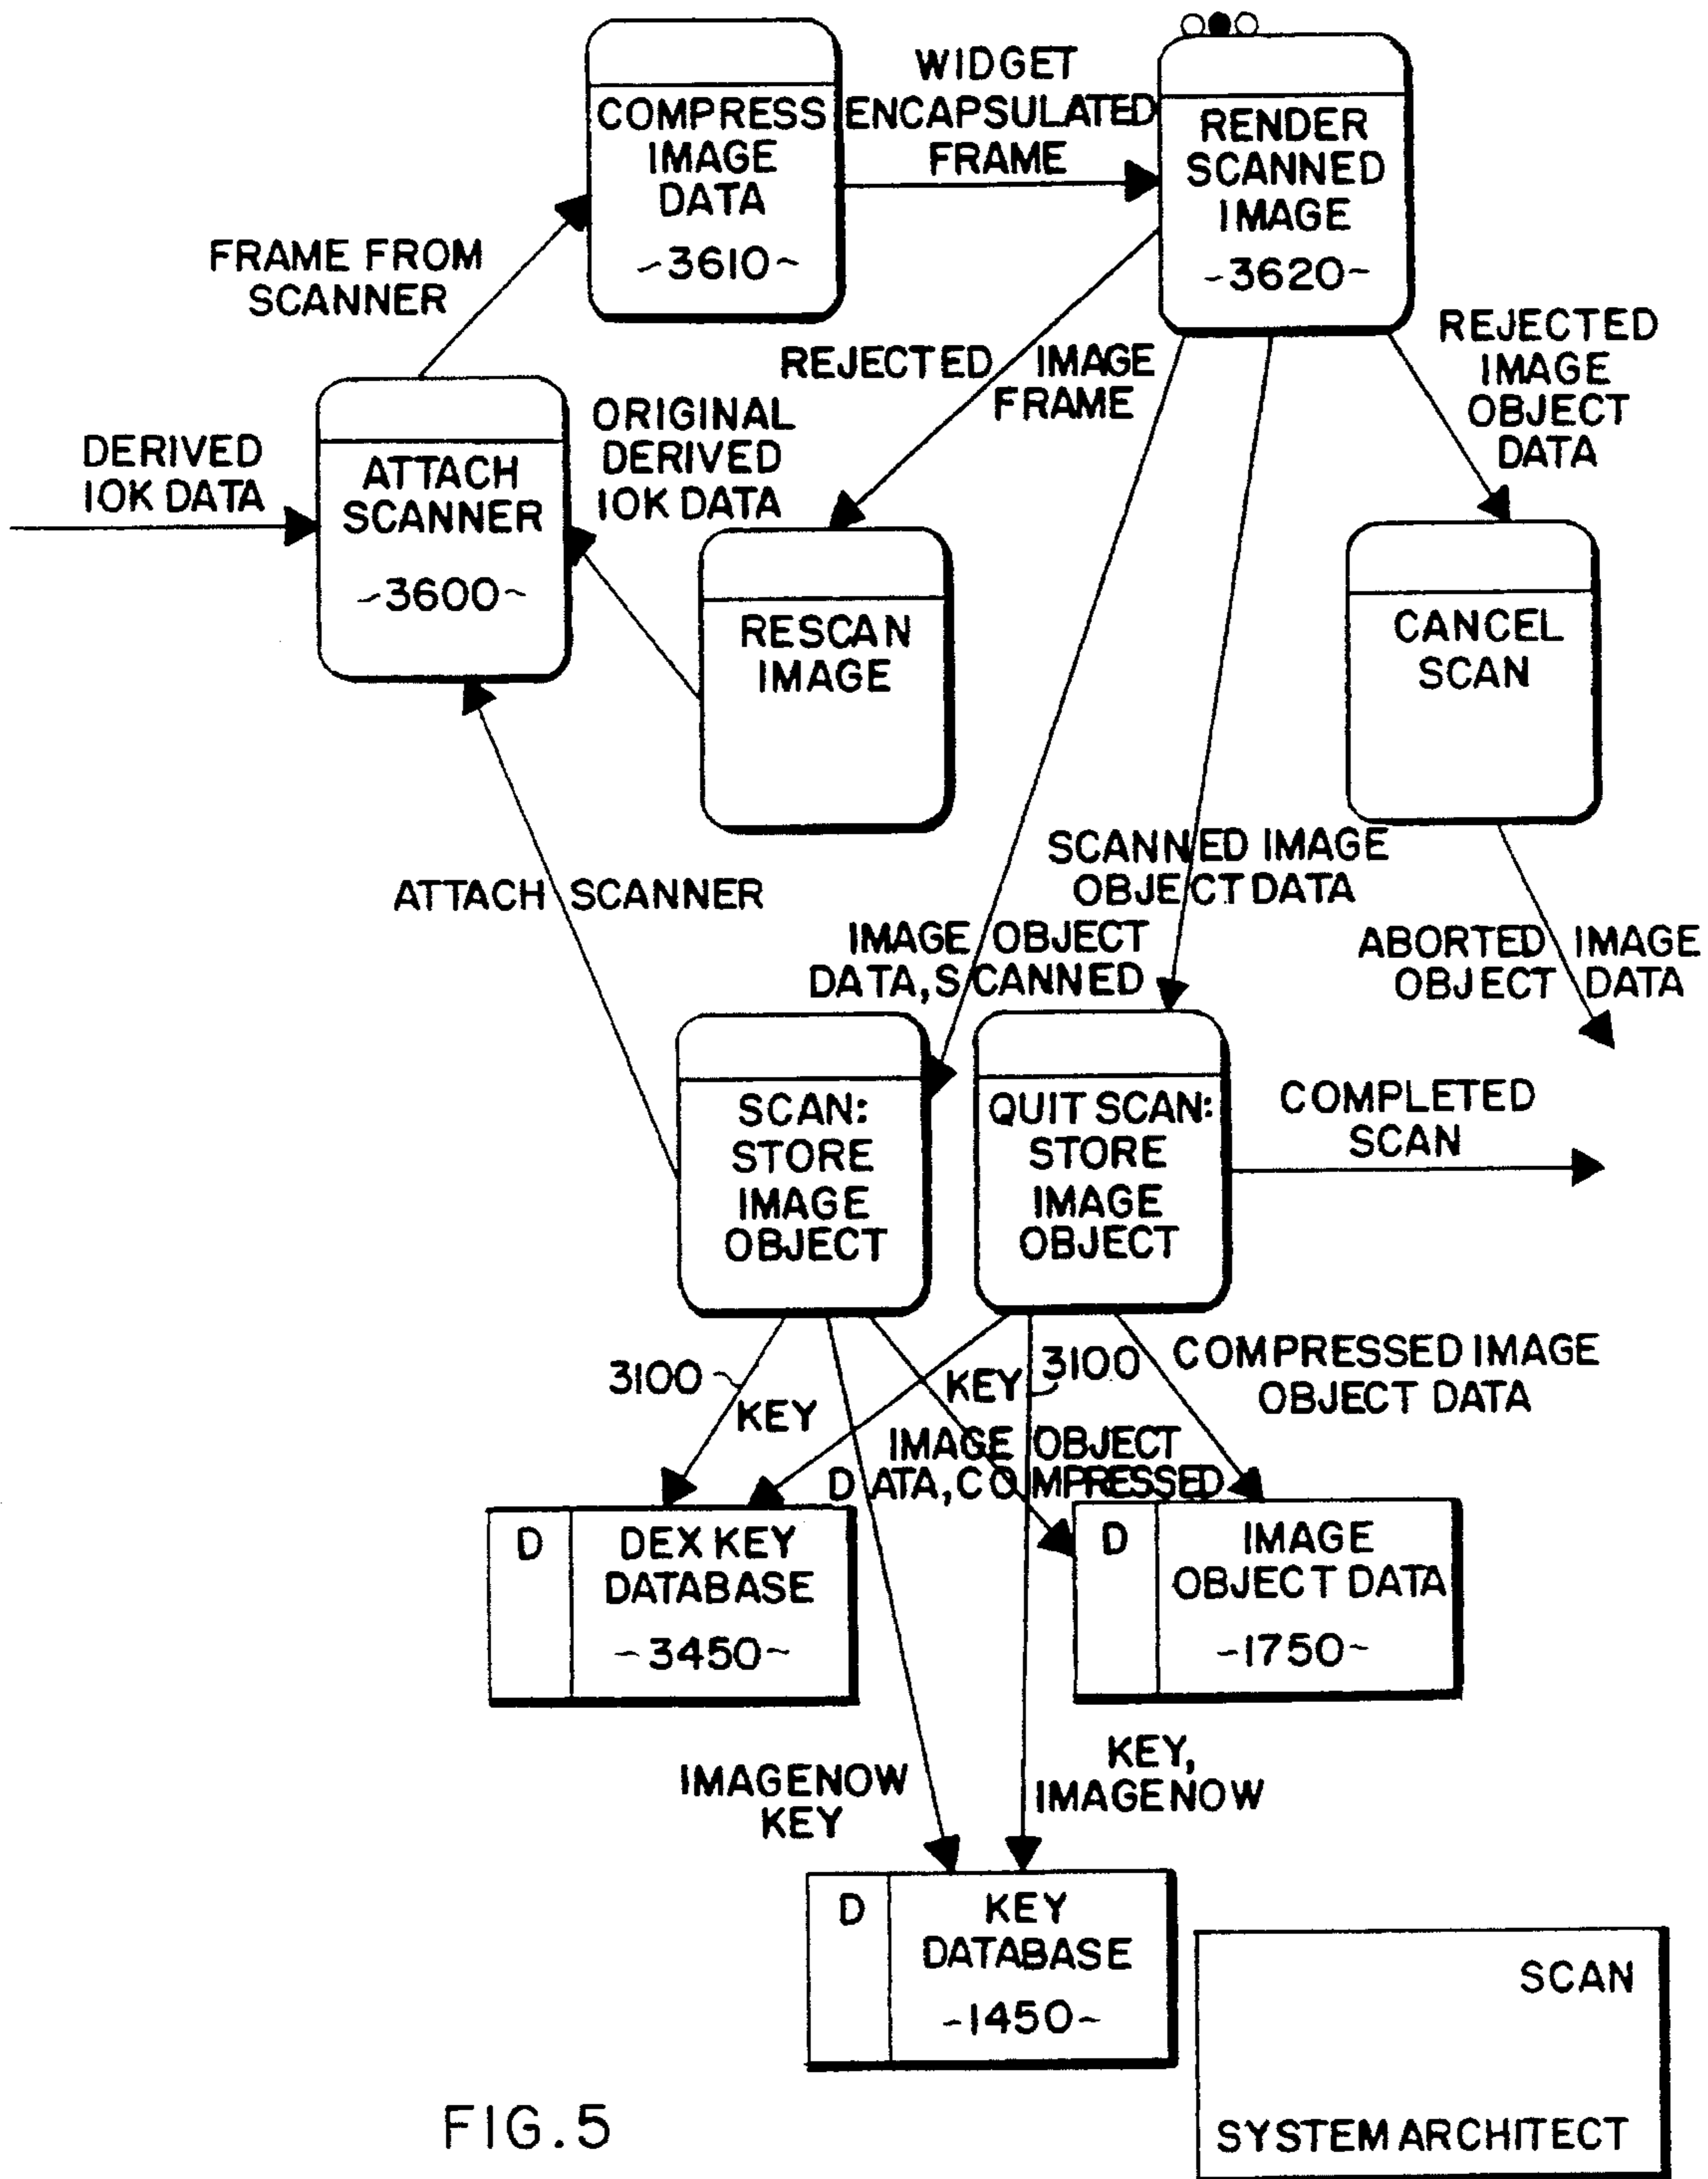 COMPRESS
IMAGE
DATA
~3610~
WIDGET
ENCAPSULATED
FRAME
RENDER
SCANNED
IMAGE
~3620~
FRAME FROM
SCANNER
REJECTED IMAGE
FRAME
REJECTED
IMAGE
OBJECT
DATA
DERIVED
10K DATA
ATTACH
SCANNER
~3600~
ORIGINAL
DERIVED
10K DATA
RESCAN
IMAGE
CANCEL
SCAN
ATTACH SCANNER
SCANNED IMAGE
OBJECT DATA
IMAGE OBJECT
DATA, SCANNED
ABORTED IMAGE
OBJECT DATA
SCAN:
STORE
IMAGE
OBJECT
QUIT SCAN:
STORE
IMAGE
OBJECT
COMPLETED
SCAN
3100
KEY
KEY
3100
COMPRESSED IMAGE
OBJECT DATA
IMAGE OBJECT
DATA, COMPRESSED
D
DEX KEY
DATABASE
~3450~
D
IMAGE
OBJECT DATA
~1750~
IMAGENOW
KEY
KEY,
IMAGENOW
D
KEY
DATABASE
~1450~
SCAN
SYSTEM ARCHITECT
FIG. 5